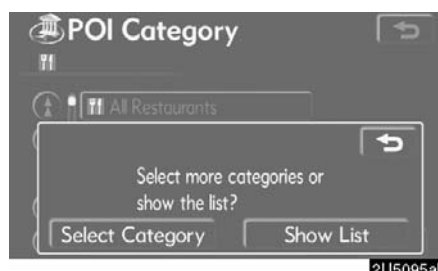 POI Category
All Restaurants
Select more categories or
show the list?
Select Category
Show List
2U5095a